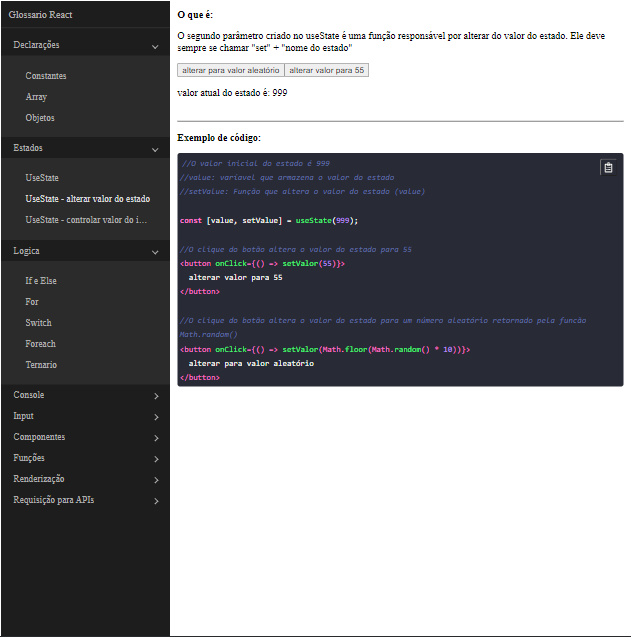 Glossario React
Declarações
Constantes
Array
Objetos
Estados
UseState
UseState - alterar valor do estado
UseState - controlar valor do i...
Logica
If e Else
For
Switch
Foreach
Ternario
Console
Input
Componentes
Funções
Renderização
Requisição para APIs
O que é:
O segundo parâmetro criado no useState é uma função responsável por alterar do valor do estado. Ele deve
sempre se chamar "set" + "nome do estado"
alterar para valor aleatório alterar valor para 55
valor atual do estado é: 999
Exemplo de código:
//O valor inicial do estado é 999
//value: variavel que armazena o valor do estado
//setValue: Função que altera o valor do estado (value)
const [value, setValue] = useState(999);
//O clique do botão altera o valor do estado para 55
<button onClick={() => setValor(55)}>
alterar valor para 55
</button>
//O clique do botão altera o valor do estado para um número aleatório retornado pela funcão
Math.random()
<button onClick={() => setValor(Math.floor(Math.random() * 10))}>
alterar para valor aleatório
</button>